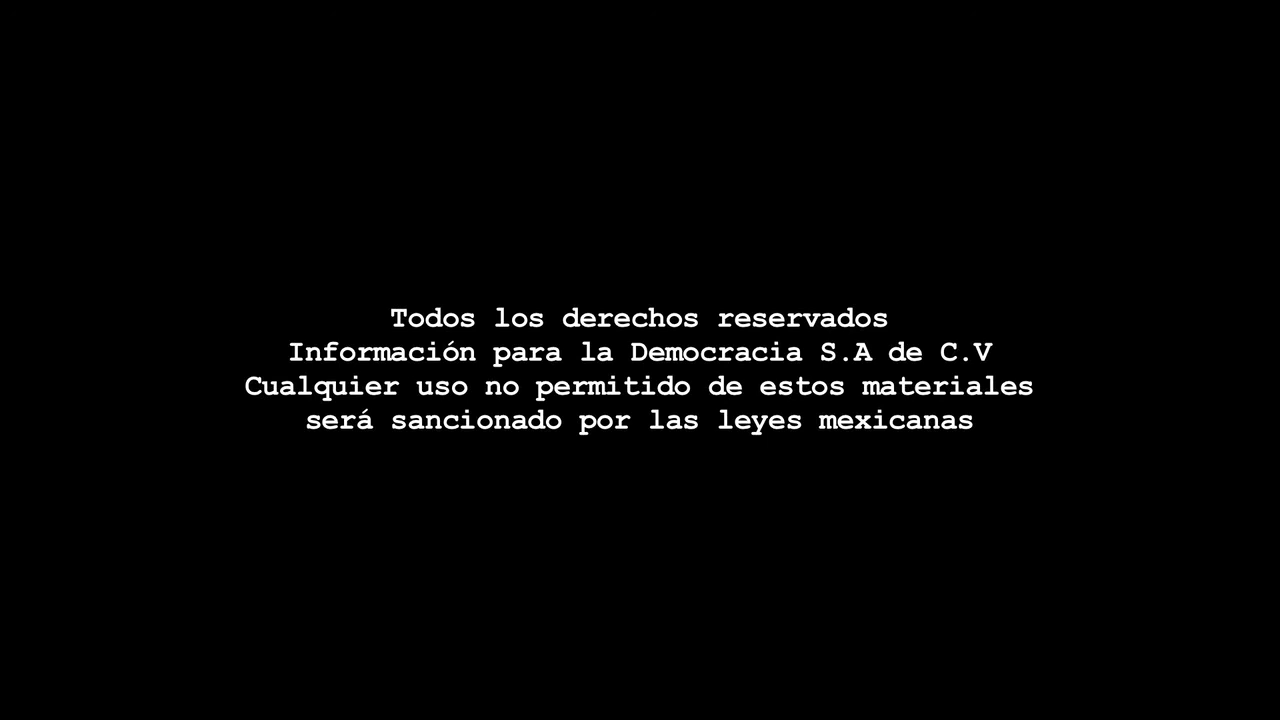 Todos los derechos reservados
Información para la Democracia S.A de C.V
Cualquier uso no permitido de estos materiales
será sancionado por las leyes mexicanas